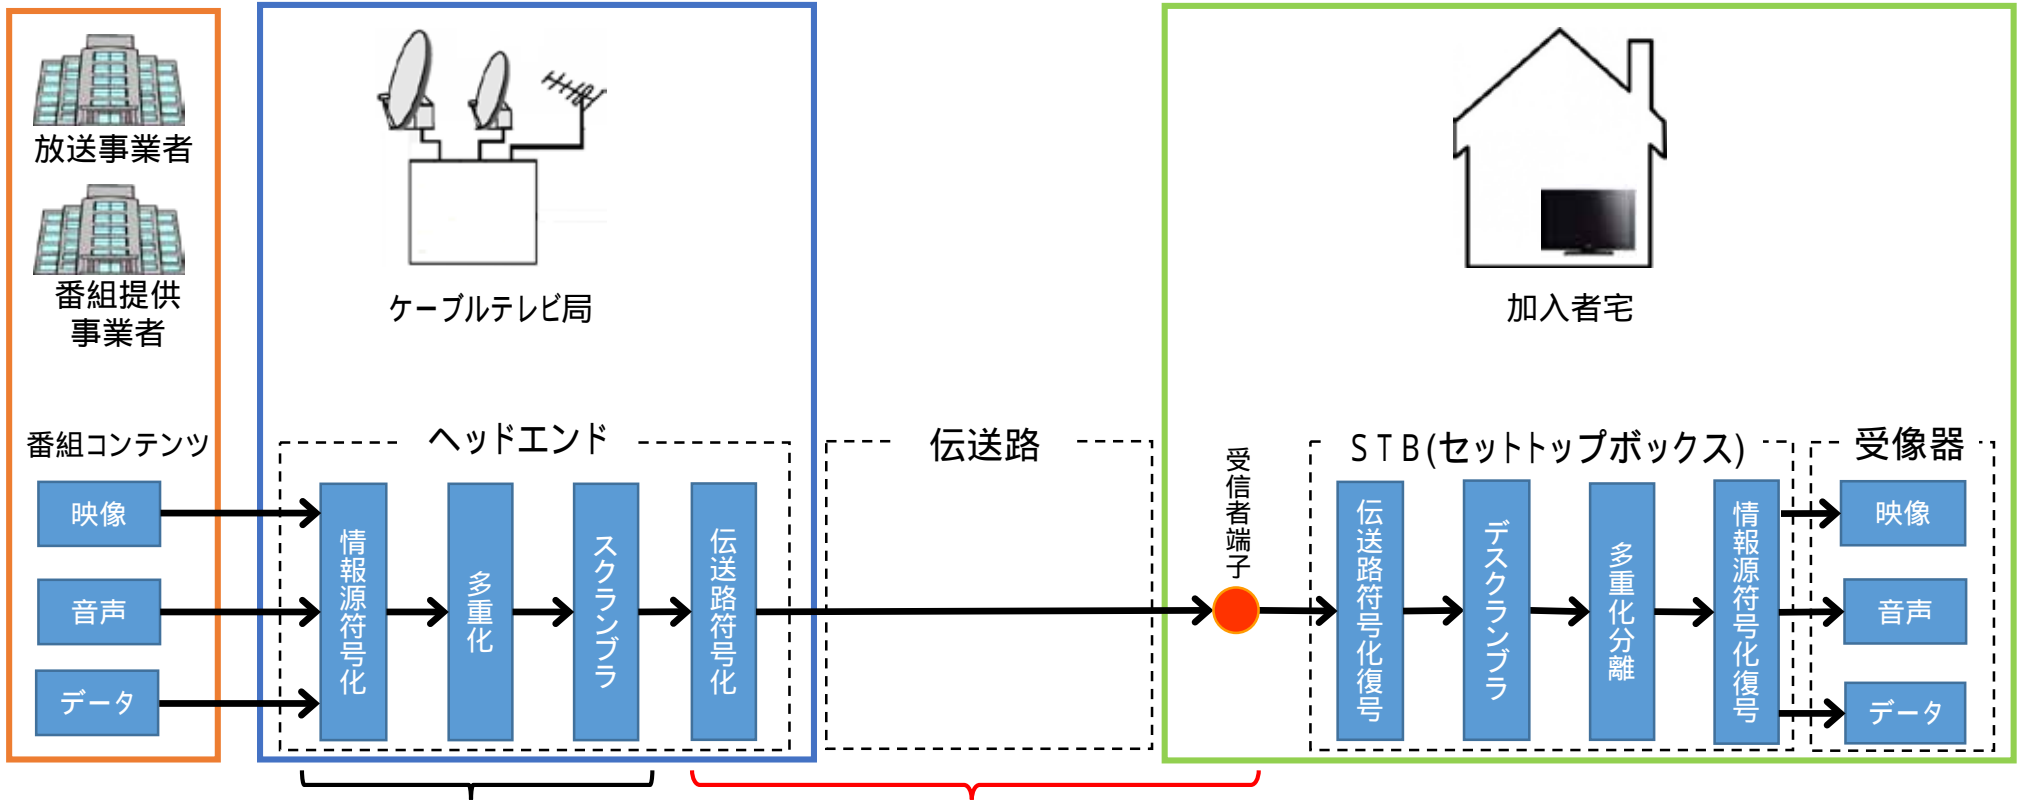 放送事業者
番組提供
事業者
番組コンテンツ
映像
音声
データ
ケーブルテレビ局
ヘッドエンド
情報源符号化
多重化
スクランブラ
伝送路符号化
伝送路
加入者宅
受信者端子
STB(セットトップボックス)
伝送路符号化復号
デスクランブラ
多重化分離
情報源符号化復号
受像器
映像
音声
データ